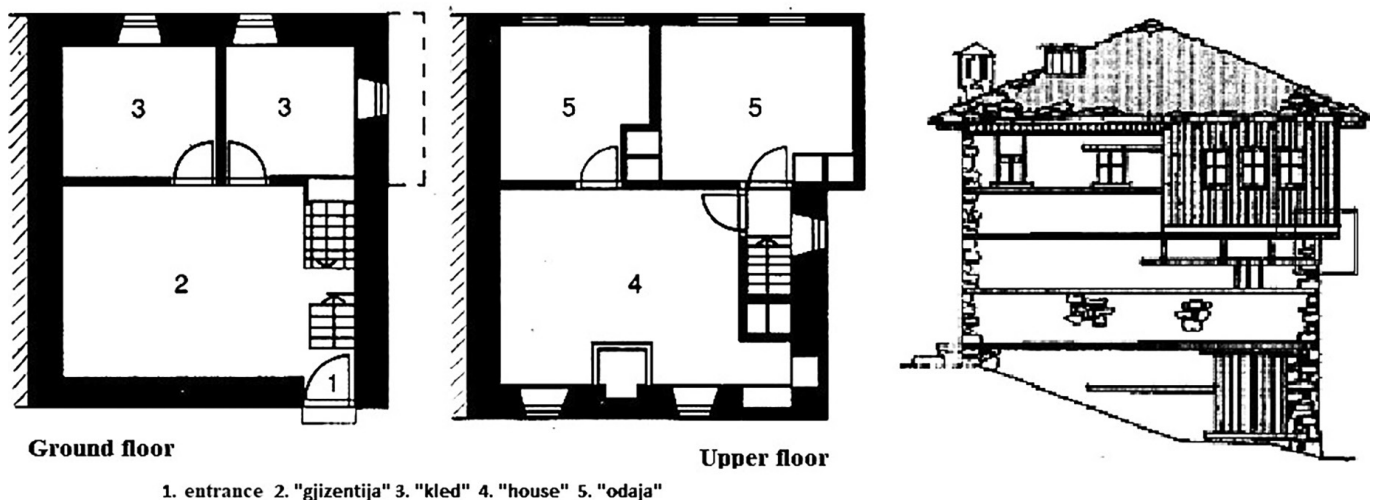 3 3
2
1
Ground floor
5 5
4
Upper floor
1. entrance 2. "gjizentija" 3. "kled" 4. "house" 5. "odaja"